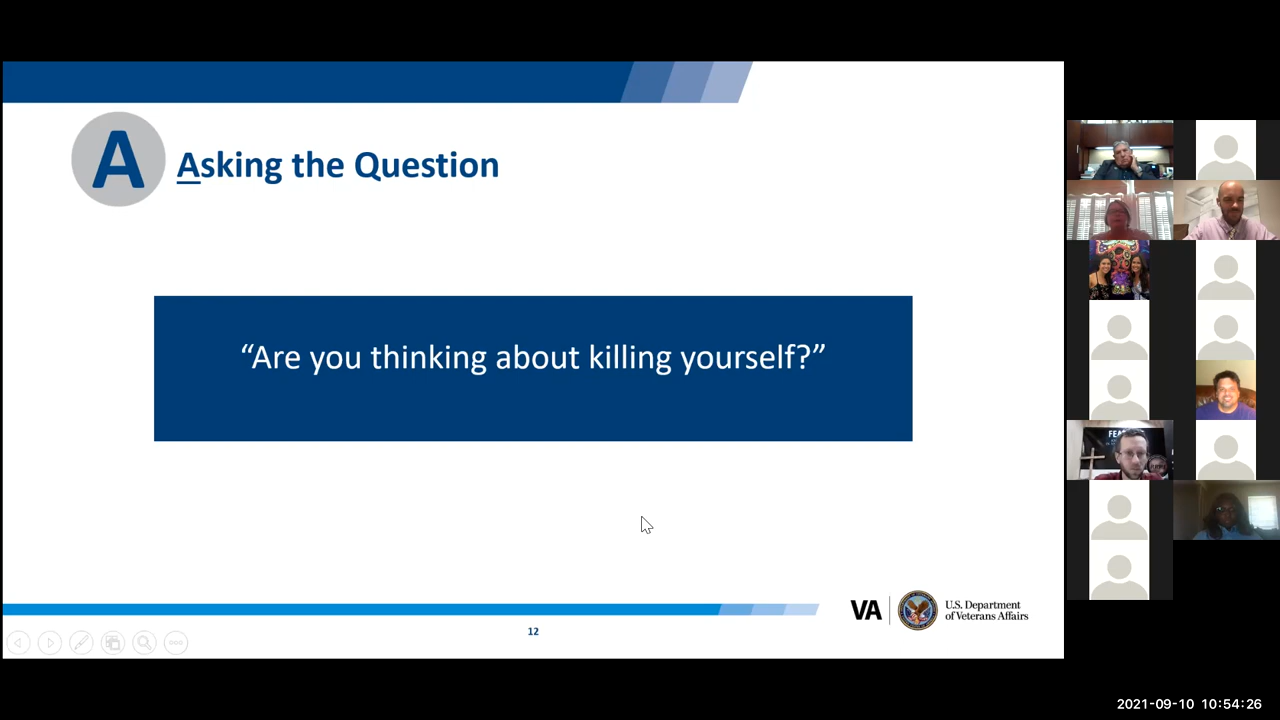 A
Asking the Question
“Are you thinking about killing yourself?”
VA
U.S. Department
of Veterans Affairs
12
FEA
2021-09-10 10:54:26